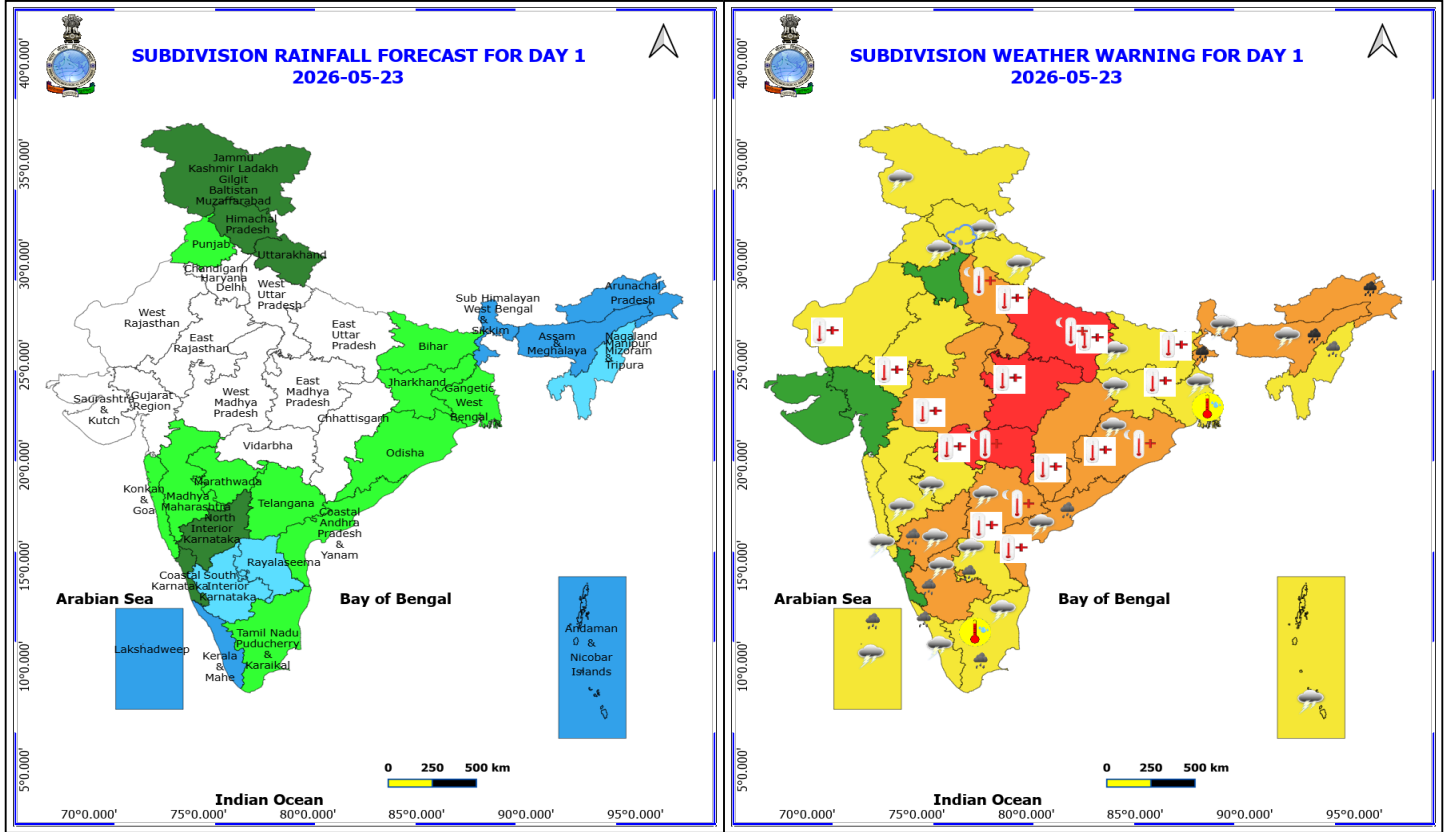 SUBDIVISION RAINFALL FORECAST FOR DAY 1
2026-05-23
40°0.000'
35°0.000'
30°0.000'
25°0.000'
20°0.000'
15°0.000'
10°0.000'
5°0.000'
Jammu
Kashmir Ladakh
Gilgit
Baltistan
Muzaffarabad
Himachal
Pradesh
Punjab
Uttarakhand
Chandigarh
Haryana
Delhi
West
Uttar
Pradesh
West
Rajasthan
East
Rajasthan
East
Uttar
Pradesh
Sub Himalayan
West Bengal
&
Sikkim
Arunachal
Pradesh
Assam
&
Meghalaya
Nagaland
Manipur
Mizoram
&
Tripura
Bihar
Jharkhand
Gangetic
West
Bengal
Saurashtra
&
Kutch
Gujarat
Region
West
Madhya
Pradesh
East
Madhya
Pradesh
Chhattisgarh
Vidarbha
Odisha
Konkan
&
Goa
Madhya
Maharashtra
Marathwada
Telangana
North
Interior
Karnataka
Coastal
Andhra
Pradesh
&
Yanam
Rayalaseema
Coastal
Karnataka
South
Interior
Karnataka
Arabian Sea
Bay of Bengal
Lakshadweep
Kerala
&
Mahe
Tamil Nadu
Puducherry
&
Karaikal
Andaman
&
Nicobar
Islands
0 250 500 km
Indian Ocean
70°0.000' 75°0.000' 80°0.000' 85°0.000' 90°0.000' 95°0.000'
SUBDIVISION WEATHER WARNING FOR DAY 1
2026-05-23
40°0.000'
35°0.000'
30°0.000'
25°0.000'
20°0.000'
15°0.000'
10°0.000'
5°0.000'
Arabian Sea
Bay of Bengal
0 250 500 km
Indian Ocean
70°0.000' 75°0.000' 80°0.000' 85°0.000' 90°0.000' 95°0.000'